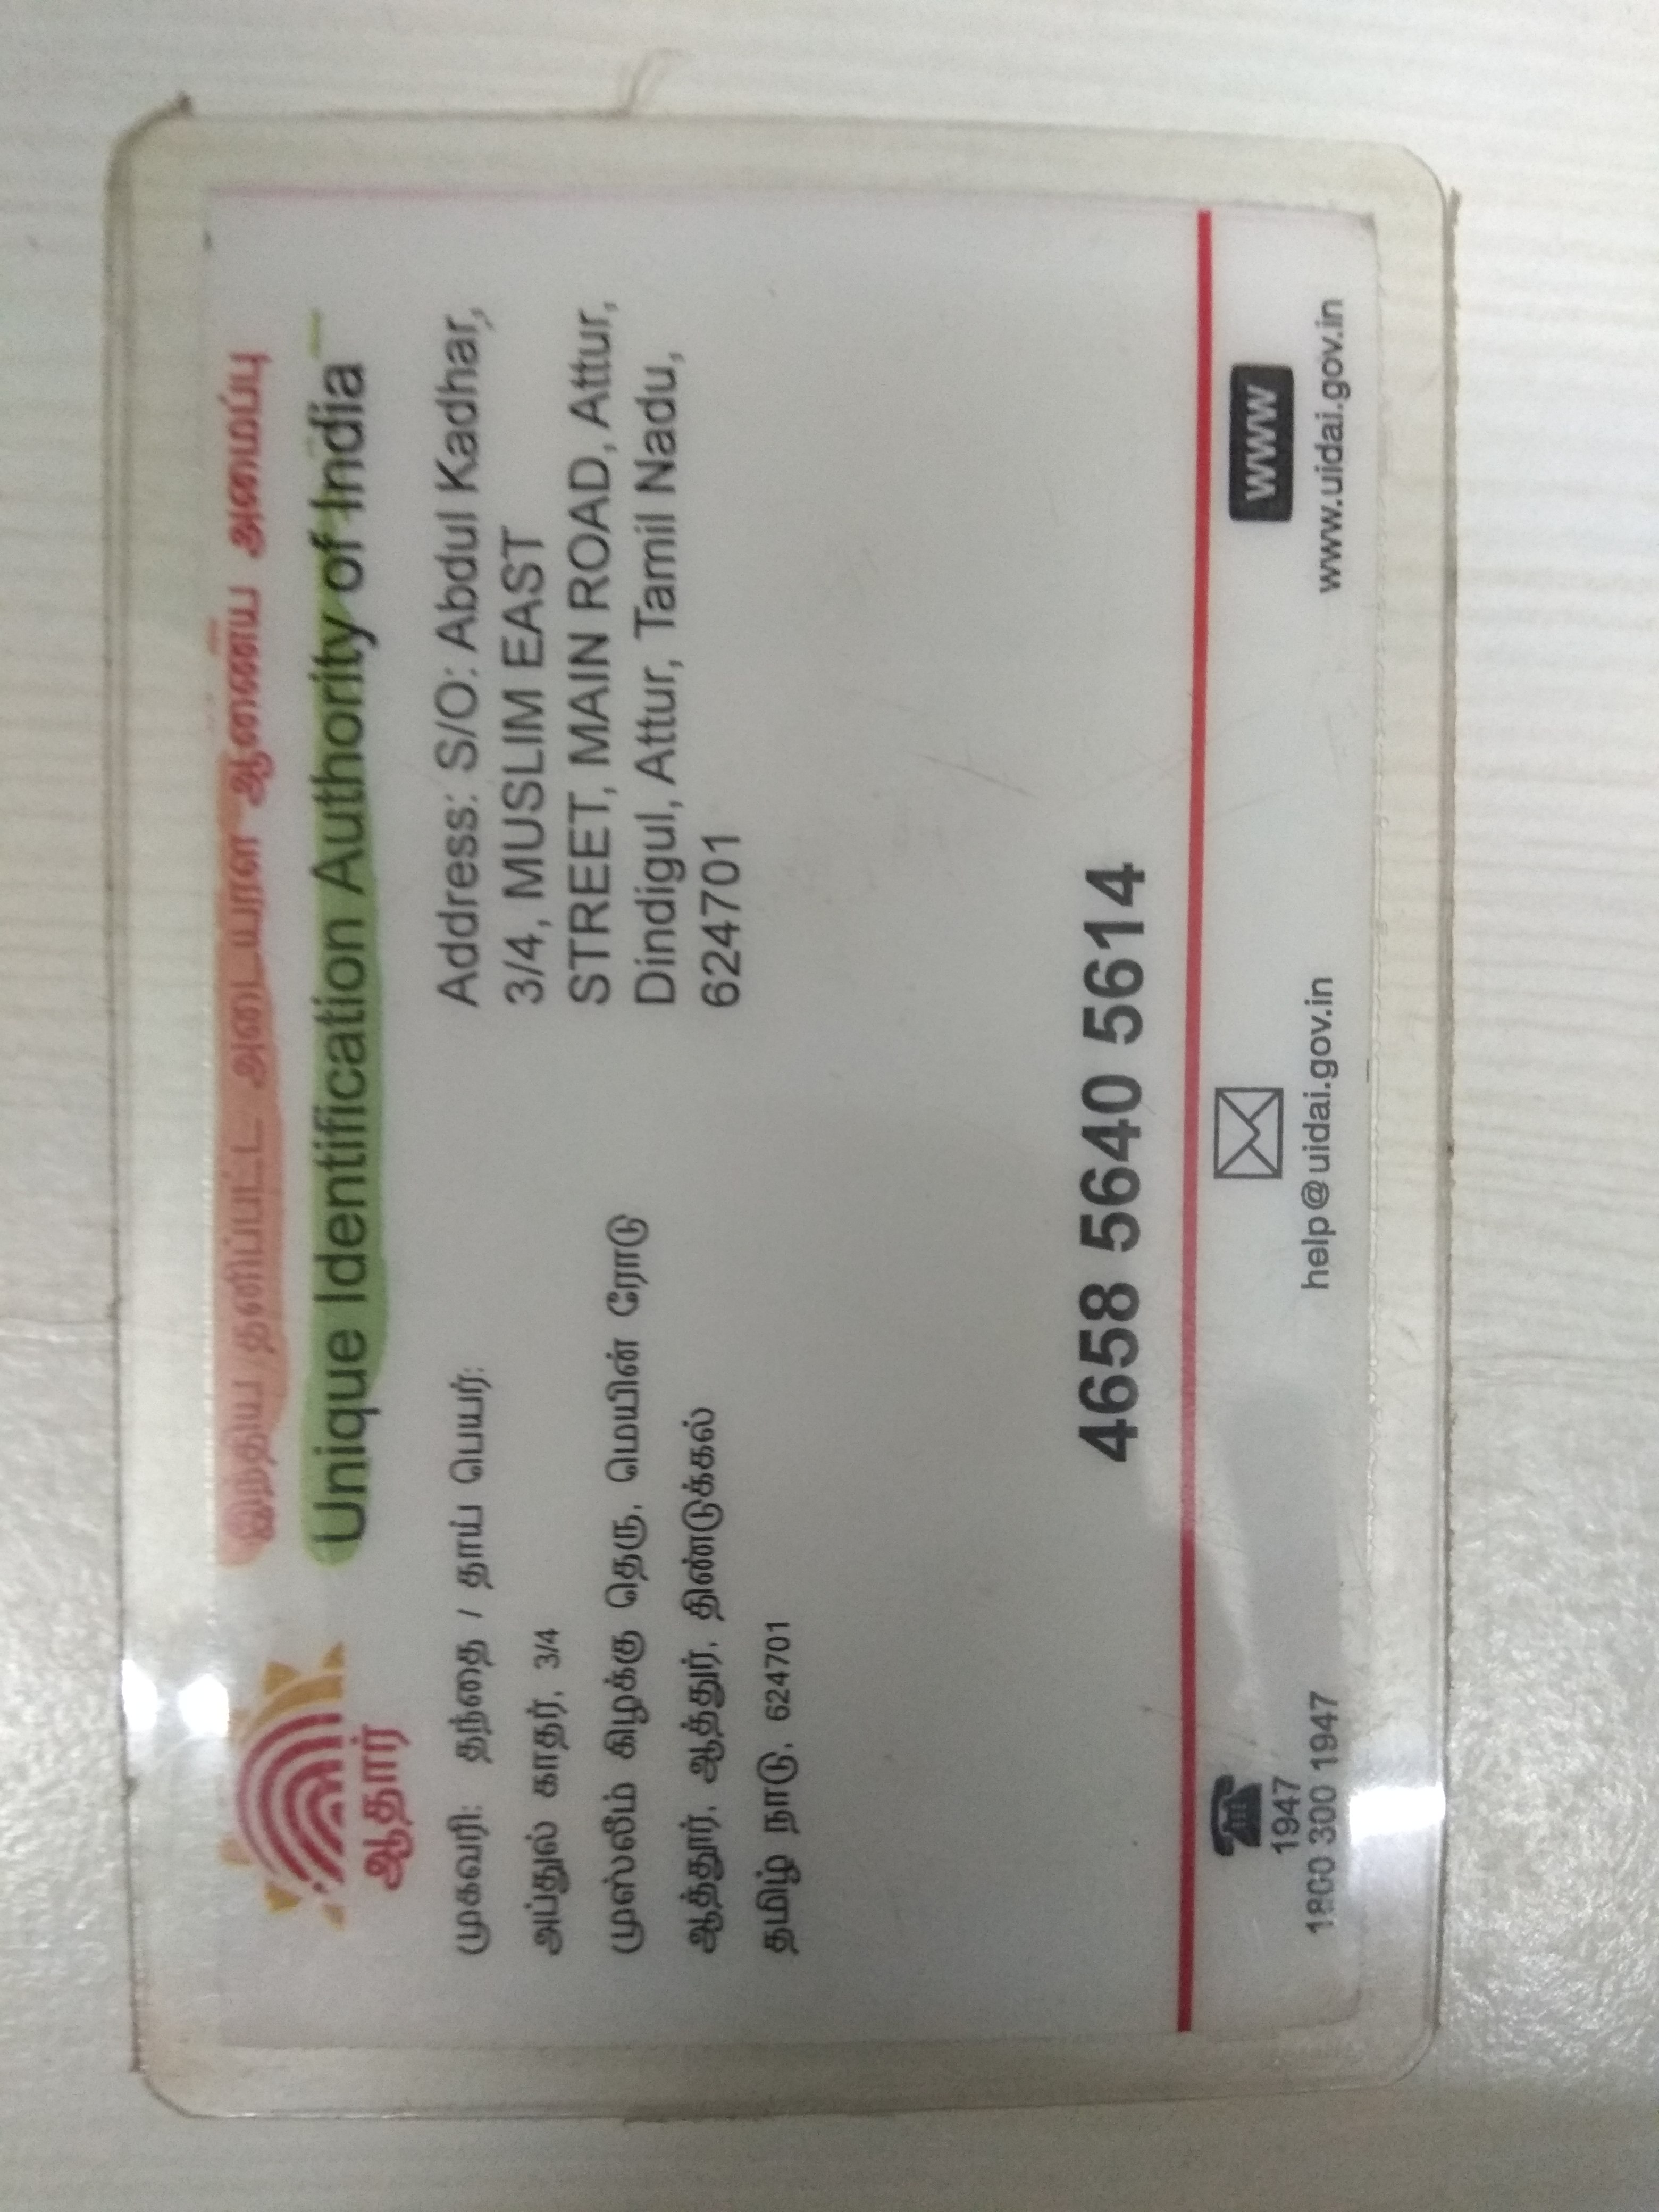 இந்திய தனிப்பட்ட அடையாள ஆணைய அமைப்பு
Unique Identification Authority of India
ஆதார்
முகவரி: தந்தை / தாய் பெயர்:
அப்துல் காதர், 3/4
முஸ்லீம் கிழக்கு தெரு, மெயின் ரோடு
ஆத்தூர், ஆத்தூர், திண்டுக்கல்
தமிழ் நாடு, 624701
Address: S/O: Abdul Kadhar,
3/4, MUSLIM EAST
STREET, MAIN ROAD, Attur,
Dindigul, Attur, Tamil Nadu,
624701
4658 5640 5614
1947
1800 300 1947
help@uidai.gov.in
WWW
www.uidai.gov.in